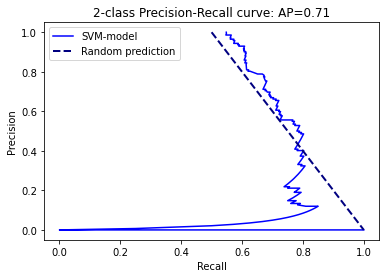 2-class Precision-Recall curve: AP=0.71
SVM-model
Random prediction
Precision
1.0
0.8
0.6
0.4
0.2
0.0
0.0 0.2 0.4 0.6 0.8 1.0
Recall